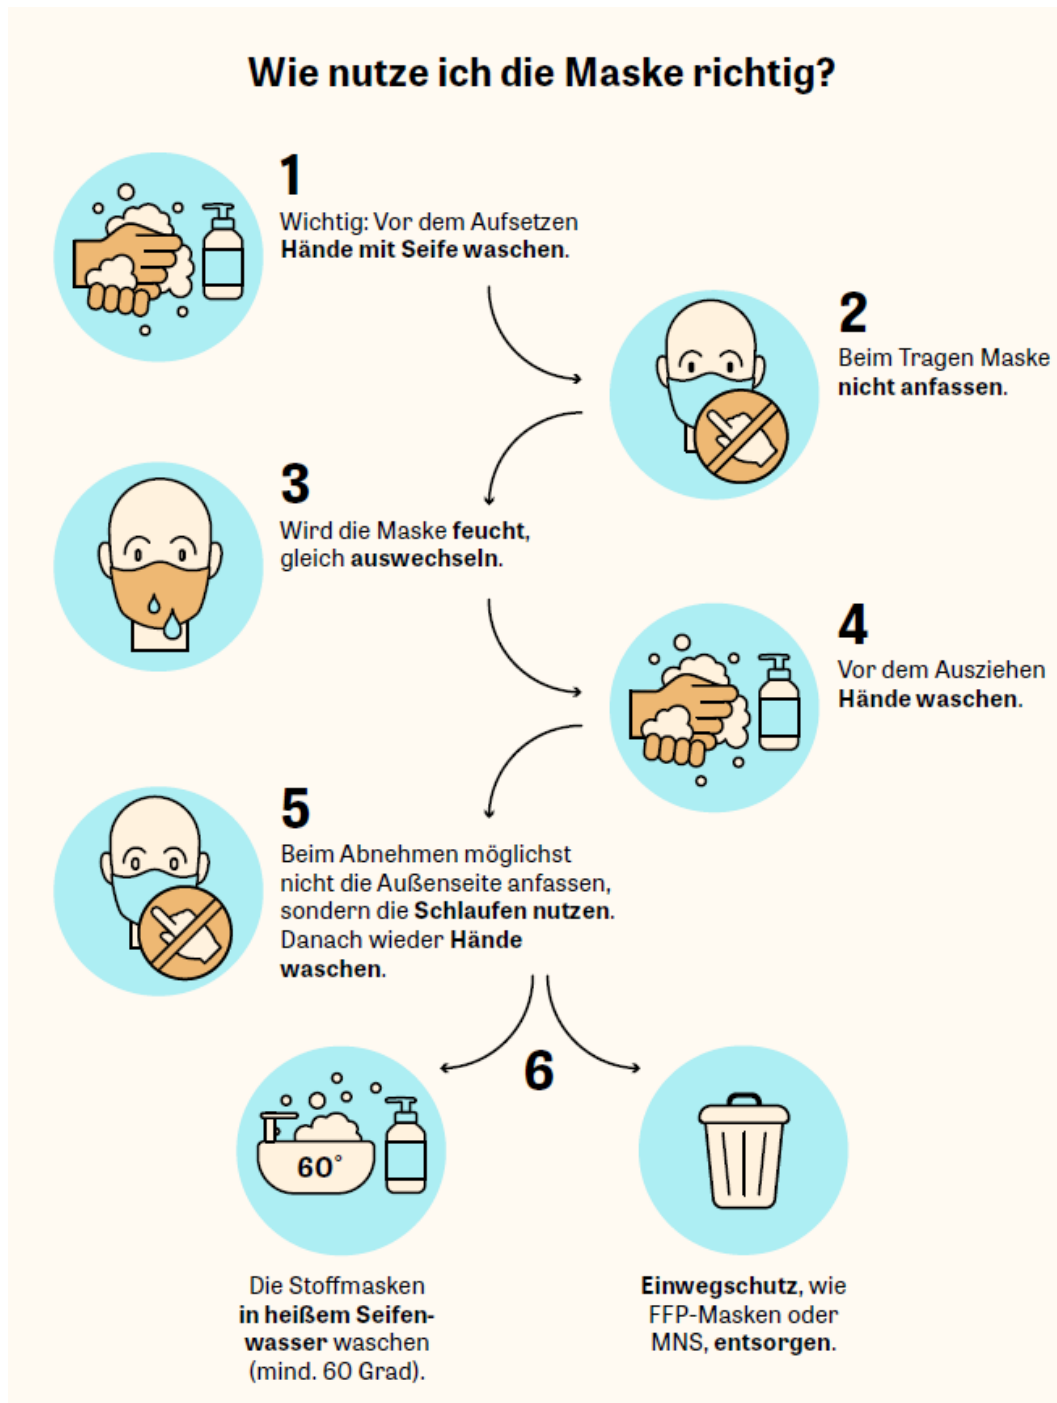 Wie nutze ich die Maske richtig?
1
Wichtig: Vor dem Aufsetzen
Hände mit Seife waschen.
2
Beim Tragen Maske
nicht anfassen.
3
Wird die Maske feucht,
gleich auswechseln.
4
Vor dem Ausziehen
Hände waschen.
5
Beim Abnehmen möglichst
nicht die Außenseite anfassen,
sondern die Schlaufen nutzen.
Danach wieder Hände
waschen.
6
60°
Die Stoffmasken
in heißem Seifen-
wasser waschen
(mind. 60 Grad).
Einwegschutz, wie
FFP-Masken oder
MNS, entsorgen.